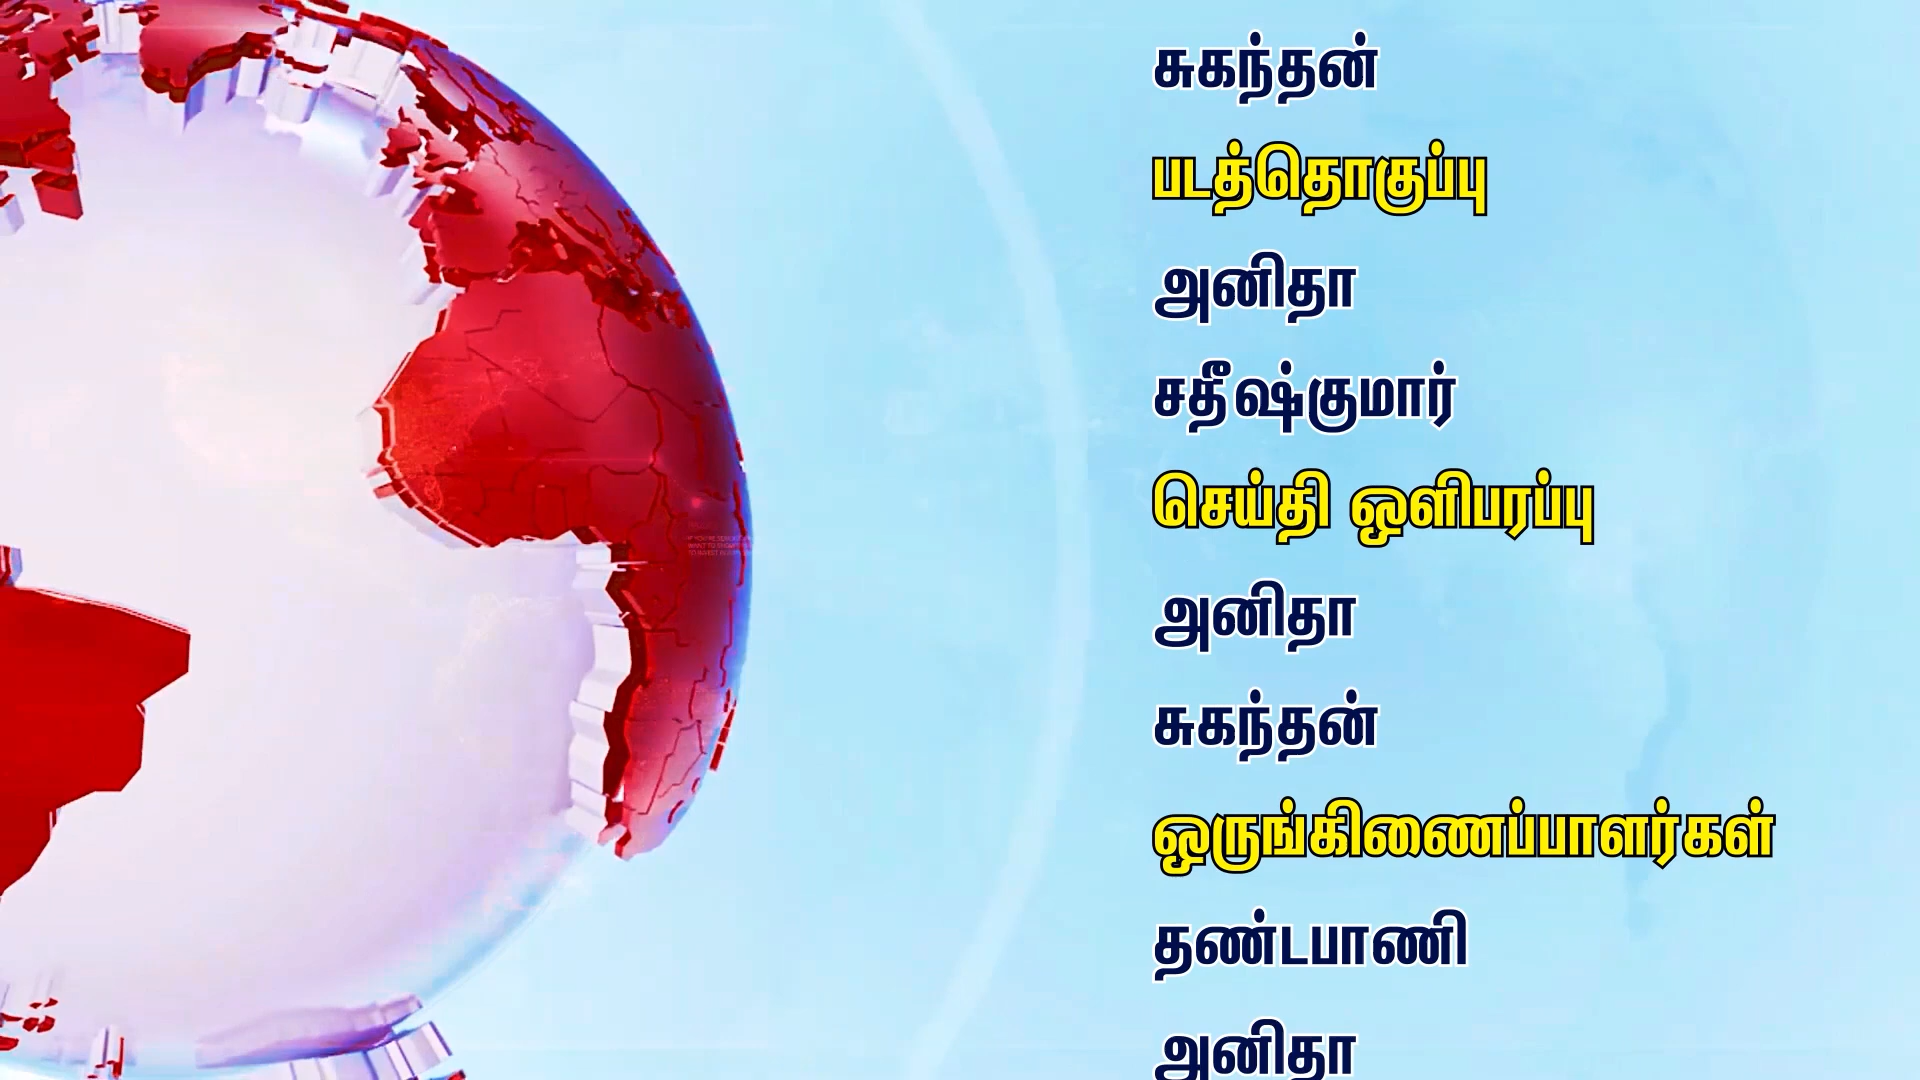 சுகந்தன்
படத்தொகுப்பு
அனிதா
சதீஷ்குமார்
செய்தி ஒளிபரப்பு
அனிதா
சுகந்தன்
ஒருங்கிணைப்பாளர்கள்
தண்டபாணி
அனிதா